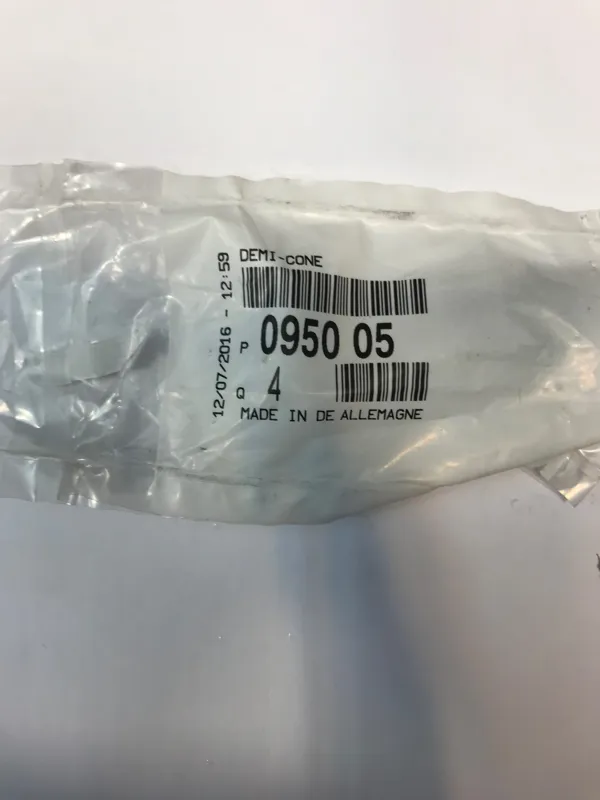 DEMI-CONE
P 0950 05
Q 4
MADE IN DE ALLEMAGNE
12/07/2016 - 12:59